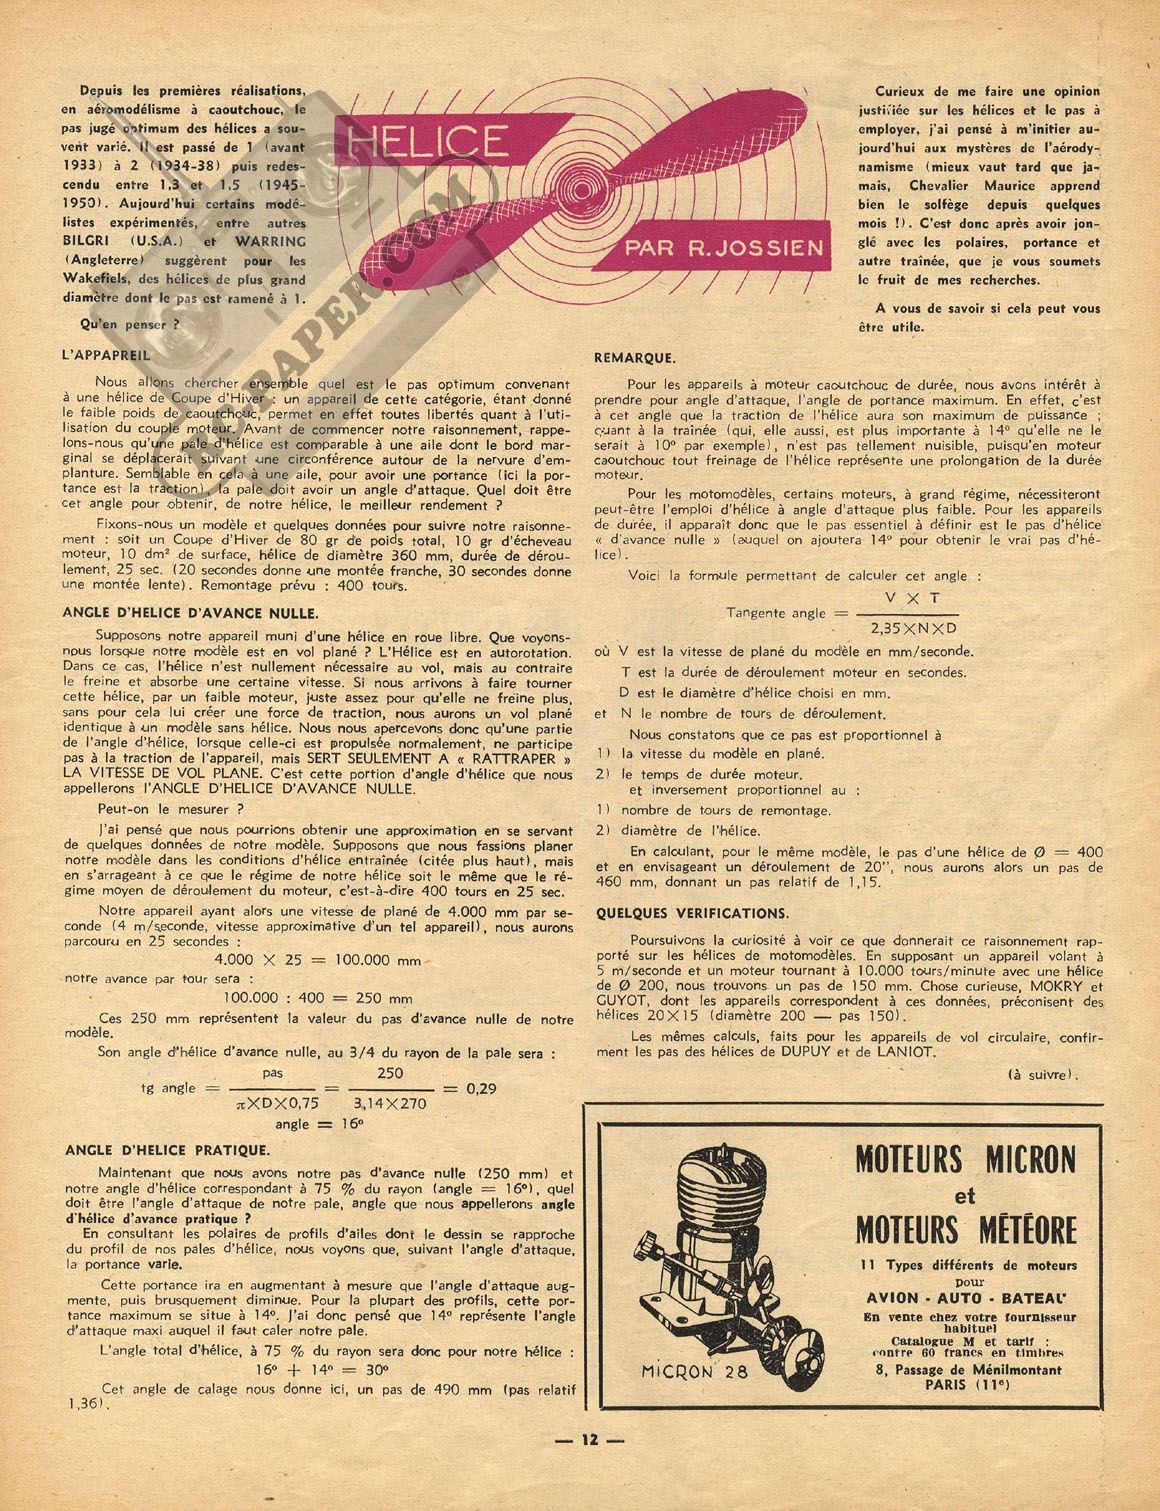 Depuis les premières réalisations,
en aéromodélisme à caoutchouc, le
pas jugé optimum des hélices a sou-
vent varié. Il est passé de 1 (avant
1933) à 2 (1934-38) puis redes-
cendu entre 1,3 et 1,5 (1945-
1950). Aujourd'hui certains modé-
listes expérimentés, entre autres
BILGRI (U.S.A.) et WARRING
(Angleterre) suggèrent pour les
Wakefiels, des hélices de plus grand
diamètre dont le pas est ramené à 1.
Qu'en penser ?
HELICE
PAR R. JOSSIEN
Curieux de me faire une opinion
justifiée sur les hélices et le pas à
employer, j'ai pensé à m'initier au-
jourd'hui aux mystères de l'aérody-
namisme (mieux vaut tard que ja-
mais, Chevalier Maurice apprend
bien le solfège depuis quelques
mois !). C'est donc après avoir jon-
glé avec les polaires, portance et
autre traînée, que je vous soumets
le fruit de mes recherches.
A vous de savoir si cela peut vous
être utile.
RC-PAPER.COM
L'APPAPREIL
Nous allons chercher ensemble quel est le pas optimum convenant
à une hélice de Coupe d'Hiver : un appareil de cette catégorie, étant donné
le faible poids de caoutchouc, permet en effet toutes libertés quant à l'uti-
lisation du couple moteur. Avant de commencer notre raisonnement, rappe-
lons-nous qu'une pale d'hélice est comparable à une aile dont le bord mar-
ginal se déplacerait suivant une circonférence autour de la nervure d'em-
planture. Semblable en cela à une aile, pour avoir une portance (ici la por-
tance est la traction), la pale doit avoir un angle d'attaque. Quel doit être
cet angle pour obtenir, de notre hélice, le meilleur rendement ?
Fixons-nous un modèle et quelques données pour suivre notre raisonne-
ment : soit un Coupe d'Hiver de 80 gr de poids total, 10 gr d'écheveau
moteur, 10 dm² de surface, hélice de diamètre 360 mm, durée de dérou-
lement, 25 sec. (20 secondes donne une montée franche, 30 secondes donne
une montée lente). Remontage prévu : 400 tours.
ANGLE D'HELICE D'AVANCE NULLE.
Supposons notre appareil muni d'une hélice en roue libre. Que voyons-
nous lorsque notre modèle est en vol plané ? L'Hélice est en autorotation.
Dans ce cas, l'hélice n'est nullement nécessaire au vol, mais au contraire
le freine et absorbe une certaine vitesse. Si nous arrivons à faire tourner
cette hélice, par un faible moteur, juste assez pour qu'elle ne freine plus,
sans pour cela lui créer une force de traction, nous aurons un vol plané
identique à un modèle sans hélice. Nous nous apercevons donc qu'une partie
de l'angle d'hélice, lorsque celle-ci est propulsée normalement, ne participe
pas à la traction de l'appareil, mais SERT SEULEMENT A « RATTRAPER »
LA VITESSE DE VOL PLANE. C'est cette portion d'angle d'hélice que nous
appellerons l'ANGLE D'HELICE D'AVANCE NULLE.
Peut-on le mesurer ?
J'ai pensé que nous pourrions obtenir une approximation en se servant
de quelques données de notre modèle. Supposons que nous fassions planer
notre modèle dans les conditions d'hélice entraînée (citée plus haut), mais
en s'arrageant à ce que le régime de notre hélice soit le même que le ré-
gime moyen de déroulement du moteur, c'est-à-dire 400 tours en 25 sec.
Notre appareil ayant alors une vitesse de plané de 4.000 mm par se-
conde (4 m/seconde, vitesse approximative d'un tel appareil), nous aurons
parcouru en 25 secondes :
4.000 X 25 = 100.000 mm
notre avance par tour sera :
100.000 : 400 = 250 mm
Ces 250 mm représentent la valeur du pas d'avance nulle de notre
modèle.
Son angle d'hélice d'avance nulle, au 3/4 du rayon de la pale sera :
pas 250
tg angle = = = 0,29
πXDX0,75 3,14X270
angle = 16°
ANGLE D'HELICE PRATIQUE.
Maintenant que nous avons notre pas d'avance nulle (250 mm) et
notre angle d'hélice correspondant à 75 % du rayon (angle = 16°), quel
doit être l'angle d'attaque de notre pale, angle que nous appellerons angle
d'hélice d'avance pratique ?
En consultant les polaires de profils d'ailes dont le dessin se rapproche
du profil de nos pales d'hélice, nous voyons que, suivant l'angle d'attaque,
la portance varie.
Cette portance ira en augmentant à mesure que l'angle d'attaque aug-
mente, puis brusquement diminue. Pour la plupart des profils, cette por-
tance maximum se situe à 14°. J'ai donc pensé que 14° représente l'angle
d'attaque maxi auquel il faut caler notre pale.
L'angle total d'hélice, à 75 % du rayon sera donc pour notre hélice :
16° + 14° = 30°
Cet angle de calage nous donne ici, un pas de 490 mm (pas relatif
1,36).
REMARQUE.
Pour les appareils à moteur caoutchouc de durée, nous avons intérêt à
prendre pour angle d'attaque, l'angle de portance maximum. En effet, c'est
à cet angle que la traction de l'hélice aura son maximum de puissance ;
quant à la traînée (qui, elle aussi, est plus importante à 14° qu'elle ne le
serait à 10° par exemple), n'est pas tellement nuisible, puisqu'en moteur
caoutchouc tout freinage de l'hélice représente une prolongation de la durée
moteur.
Pour les motomodèles, certains moteurs, à grand régime, nécessiteront
peut-être l'emploi d'hélice à angle d'attaque plus faible. Pour les appareils
de durée, il apparaît donc que le pas essentiel à définir est le pas d'hélice
« d'avance nulle » (auquel on ajoutera 14° pour obtenir le vrai pas d'hé-
lice).
Voici la formule permettant de calculer cet angle :
V X T
Tangente angle =
2,35XNXD
où V est la vitesse de plané du modèle en mm/seconde.
T est la durée de déroulement moteur en secondes.
D est le diamètre d'hélice choisi en mm.
et N le nombre de tours de déroulement.
Nous constatons que ce pas est proportionnel à
1) la vitesse du modèle en plané.
2) le temps de durée moteur.
et inversement proportionnel au :
1) nombre de tours de remontage.
2) diamètre de l'hélice.
En calculant, pour le même modèle, le pas d'une hélice de Ø = 400
et en envisageant un déroulement de 20'', nous aurons alors un pas de
460 mm, donnant un pas relatif de 1,15.
QUELQUES VERIFICATIONS.
Poursuivons la curiosité à voir ce que donnerait ce raisonnement rap-
porté sur les hélices de motomodèles. En supposant un appareil volant à
5 m/seconde et un moteur tournant à 10.000 tours/minute avec une hélice
de Ø 200, nous trouvons un pas de 150 mm. Chose curieuse, MOKRY et
GUYOT, dont les appareils correspondent à ces données, préconisent des
hélices 20X15 (diamètre 200 — pas 150).
Les mêmes calculs, faits pour les appareils de vol circulaire, confir-
ment les pas des hélices de DUPUY et de LANIOT.
(à suivre).
MICRON 28
MOTEURS MICRON
et
MOTEURS MÉTÉORE
11 Types différents de moteurs
pour
AVION - AUTO - BATEAU
En vente chez votre fournisseur
habituel
Catalogue M et tarif :
contre 60 francs en timbres
8, Passage de Ménilmontant
PARIS (11e)
— 12 —